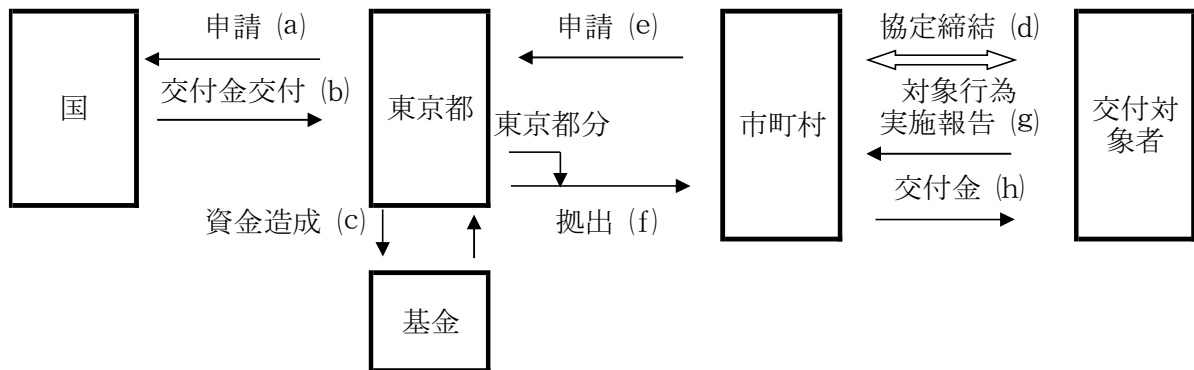 申請 (a)
交付金交付 (b)
国
東京都
申請 (e)
東京都分
拠出 (f)
資金造成 (c)
基金
市町村
協定締結 (d)
対象行為
実施報告 (g)
交付金 (h)
交付対
象者